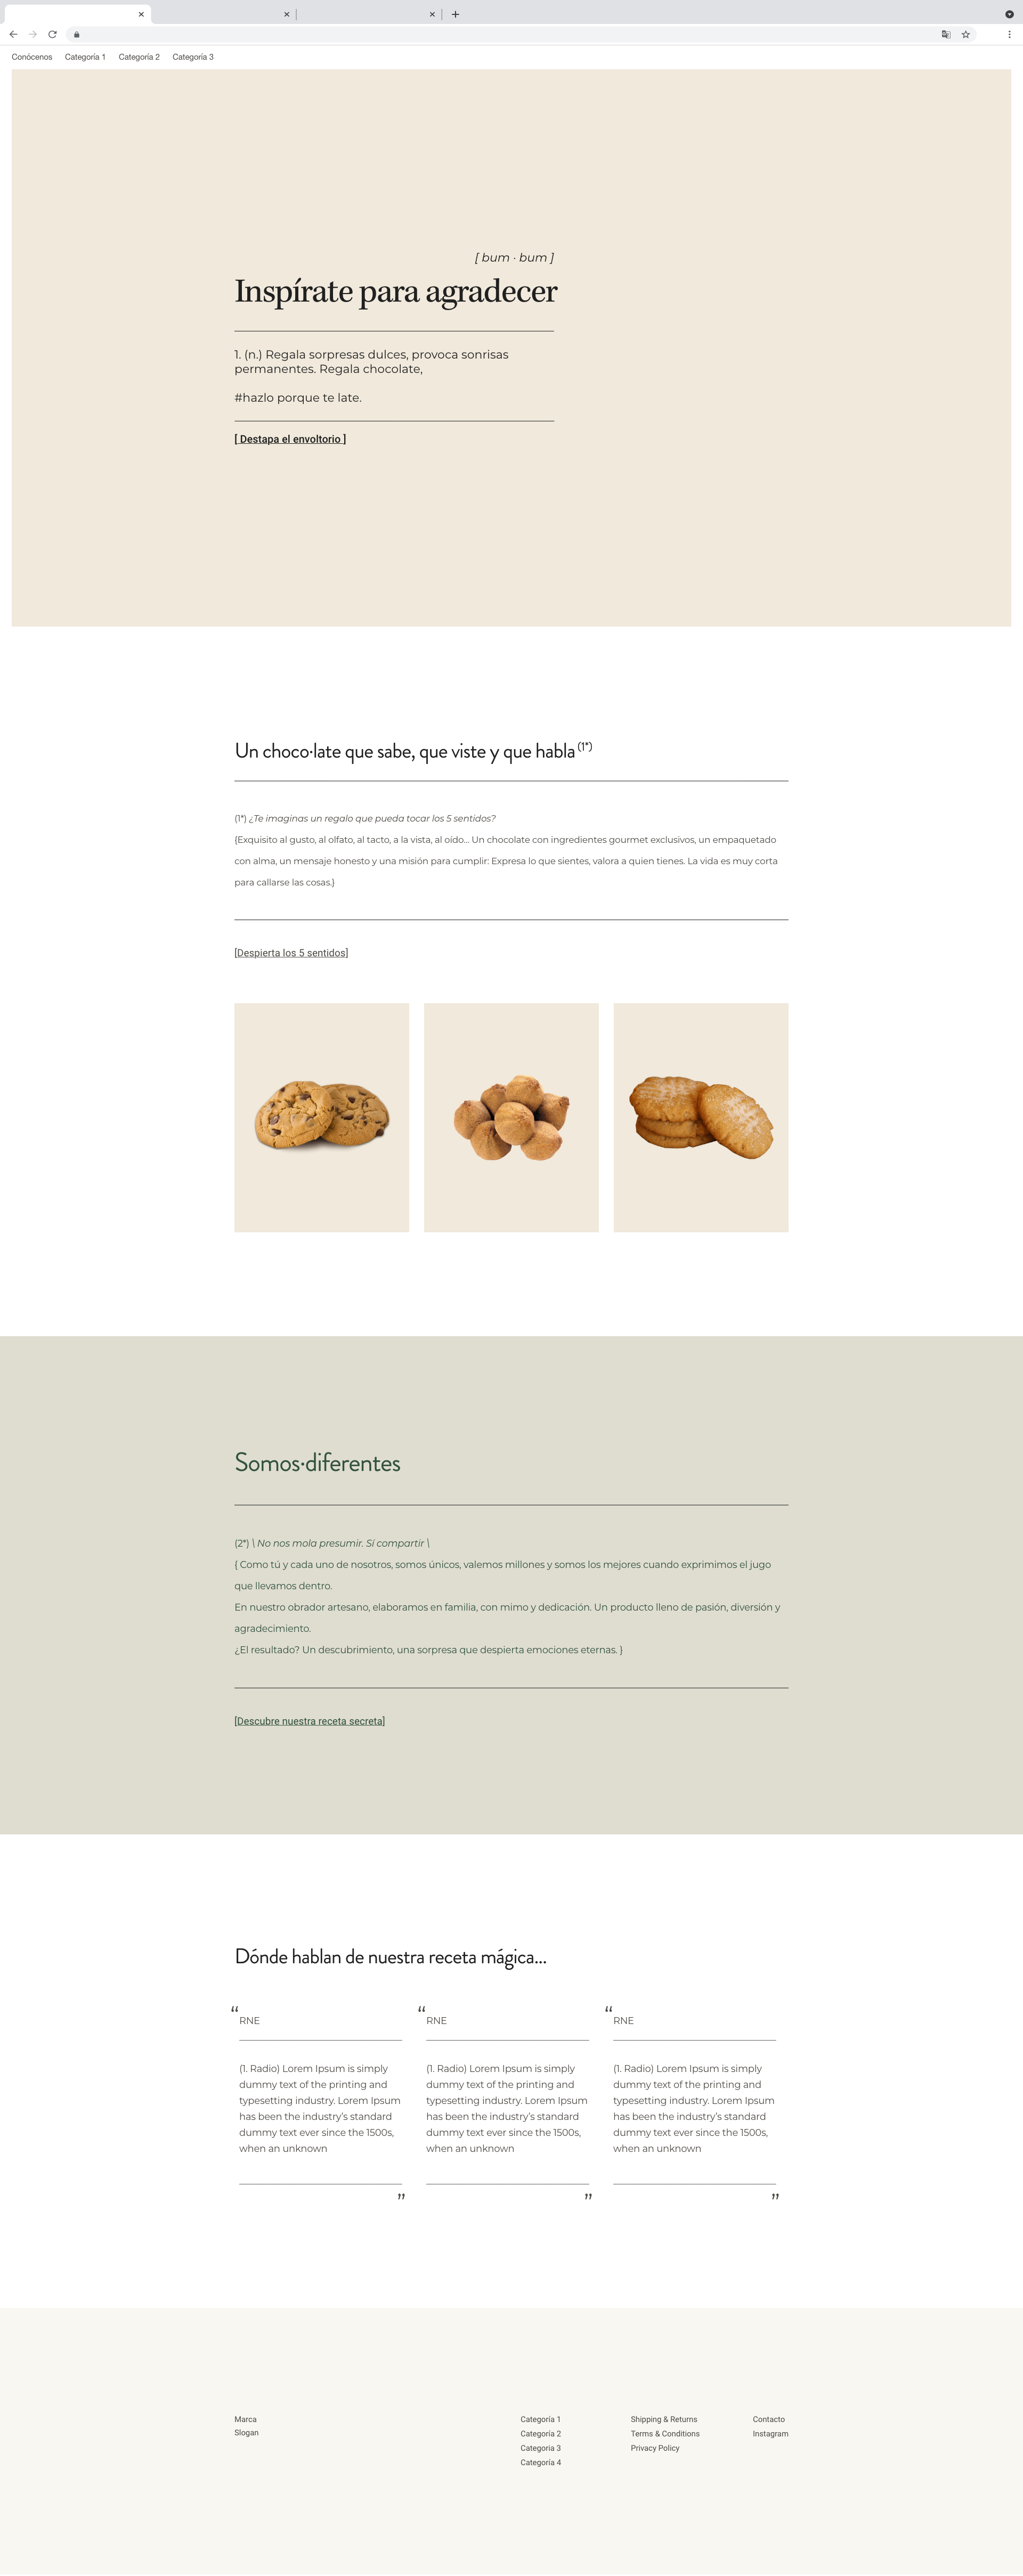 Conócenos Categoría 1 Categoría 2 Categoría 3
[ bum · bum ]
Inspírate para agradecer
1. (n.) Regala sorpresas dulces, provoca sonrisas
permanentes. Regala chocolate,
#hazlo porque te late.
[ Destapa el envoltorio ]
Un choco·late que sabe, que viste y que habla (1*)
(1*) ¿Te imaginas un regalo que pueda tocar los 5 sentidos?
{Exquisito al gusto, al olfato, al tacto, a la vista, al oído... Un chocolate con ingredientes gourmet exclusivos, un empaquetado
con alma, un mensaje honesto y una misión para cumplir: Expresa lo que sientes, valora a quien tienes. La vida es muy corta
para callarse las cosas.}
[Despierta los 5 sentidos]
Somos·diferentes
(2*) \ No nos mola presumir. Sí compartir \
{ Como tú y cada uno de nosotros, somos únicos, valemos millones y somos los mejores cuando exprimimos el jugo
que llevamos dentro.
En nuestro obrador artesano, elaboramos en familia, con mimo y dedicación. Un producto lleno de pasión, diversión y
agradecimiento.
¿El resultado? Un descubrimiento, una sorpresa que despierta emociones eternas. }
[Descubre nuestra receta secreta]
Dónde hablan de nuestra receta mágica...
“
RNE
(1. Radio) Lorem Ipsum is simply
dummy text of the printing and
typesetting industry. Lorem Ipsum
has been the industry’s standard
dummy text ever since the 1500s,
when an unknown
”
“
RNE
(1. Radio) Lorem Ipsum is simply
dummy text of the printing and
typesetting industry. Lorem Ipsum
has been the industry’s standard
dummy text ever since the 1500s,
when an unknown
”
“
RNE
(1. Radio) Lorem Ipsum is simply
dummy text of the printing and
typesetting industry. Lorem Ipsum
has been the industry’s standard
dummy text ever since the 1500s,
when an unknown
”
Marca
Slogan
Categoría 1
Categoría 2
Categoria 3
Categoría 4
Shipping & Returns
Terms & Conditions
Privacy Policy
Contacto
Instagram